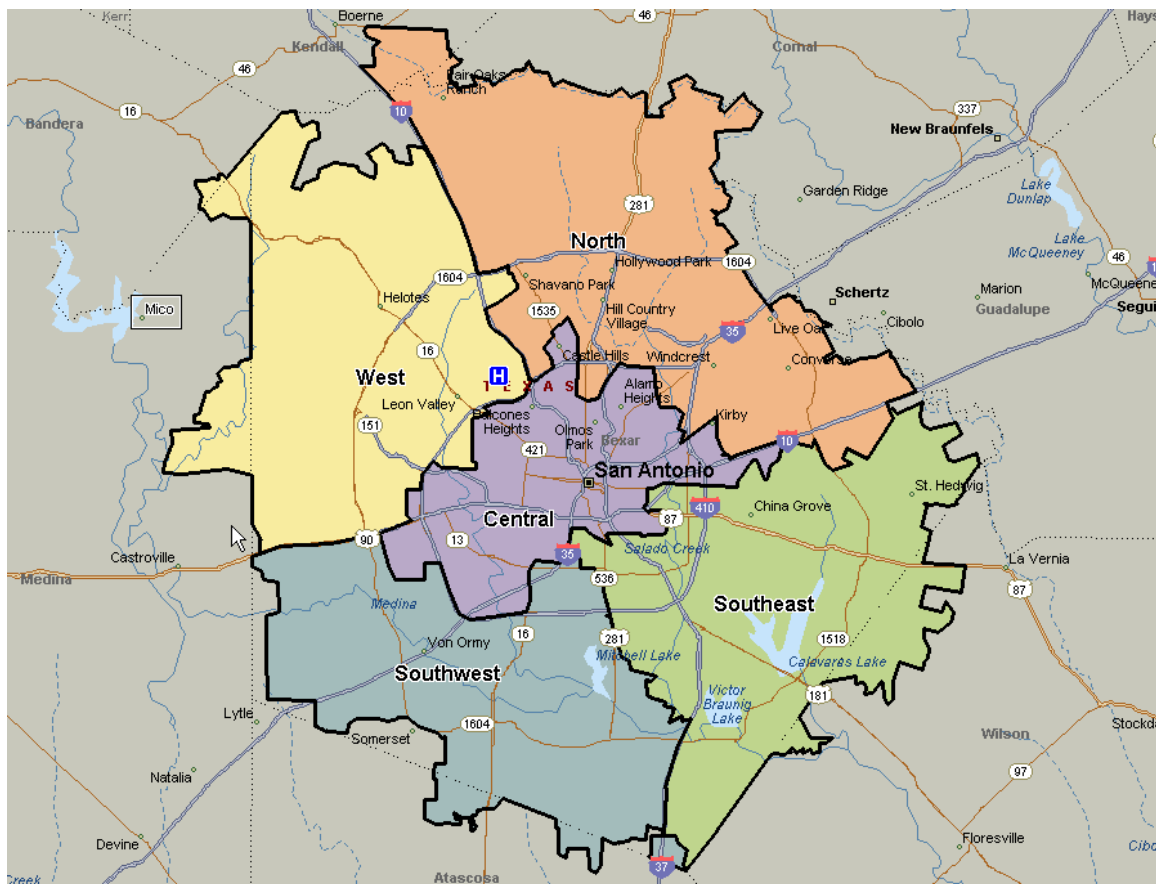 Kerr
Boerne
46
Hays
Kendall
Comal
46
Fair Oaks
Ranch
16
10
337
Bandera
New Braunfels
Garden Ridge
Lake
Dunlap
281
North
Lake
McQueeney
1604
Hollywood Park
1604
46
Shavano Park
McQueene
Helotes
Schertz
Marion
Guadalupe
Segui
Mico
1535
Hill Country
Village
35
Live Oa
Cibolo
16
Castle Hills
Windcrest
Converse
West
H
TEXAS
Leon Valley
Alamo
Heights
151
Balcones
Heights
Olmos
Park
Kirby
Bexar
10
421
San Antonio
St. Hedwig
410
China Grove
Central
87
90
13
35
Salado Creek
Castroville
La Vernia
Medina
536
87
Medina
Southeast
16
281
1518
Von Ormy
Mitchell Lake
Calavaras Lake
Southwest
181
Victor
Braunig
Lake
Lytle
1604
Stockda
Somerset
Wilson
Natalia
97
Devine
Floresville
Cibo
37
Creek
Atascosa